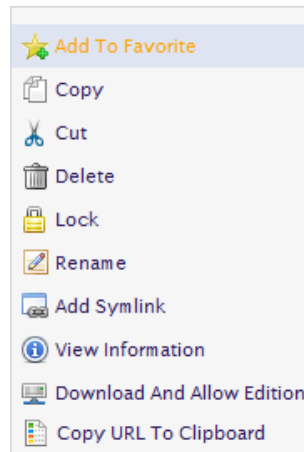 Add To Favorite
Copy
Cut
Delete
Lock
Rename
Add Symlink
View Information
Download And Allow Edition
Copy URL To Clipboard